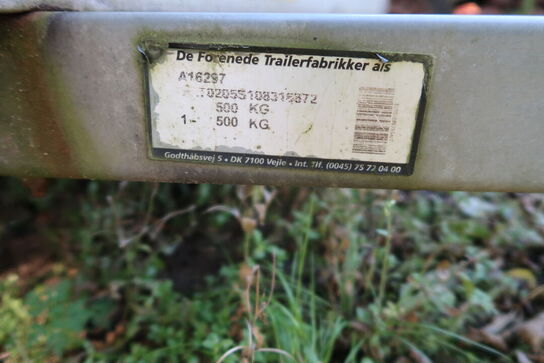 De Forenede Trailerfabrikker a/s
A16297
500 KG
1- 500 KG
Godthåbsvej 5 • DK 7100 Vejle • Int. Tlf. (0045) 75 72 04 00